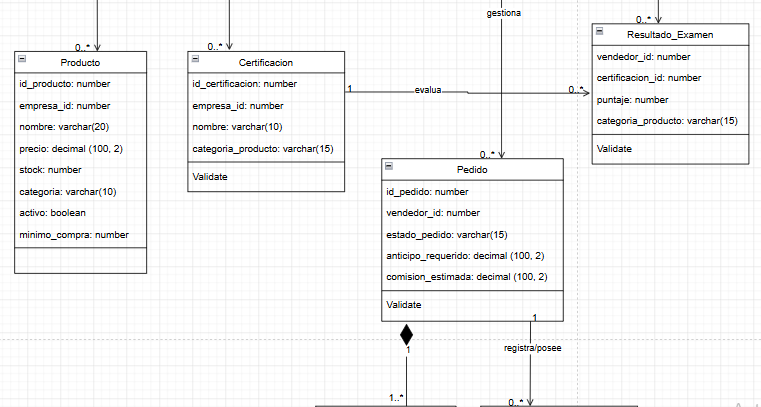 gestiona
0..*
0..*
0..*
0..*
Producto
id_producto: number
empresa_id: number
nombre: varchar(20)
precio: decimal (100, 2)
stock: number
categoria: varchar(10)
activo: boolean
minimo_compra: number
Certificacion
id_certificacion: number
empresa_id: number
nombre: varchar(10)
categoria_producto: varchar(15)
Validate
1
evalua
0..*
Resultado_Examen
vendedor_id: number
certificacion_id: number
puntaje: number
categoria_producto: varchar(15)
Validate
Pedido
id_pedido: number
vendedor_id: number
estado_pedido: varchar(15)
anticipo_requerido: decimal (100, 2)
comision_estimada: decimal (100, 2)
Validate
1
1
registra/posee
1..*
0..*